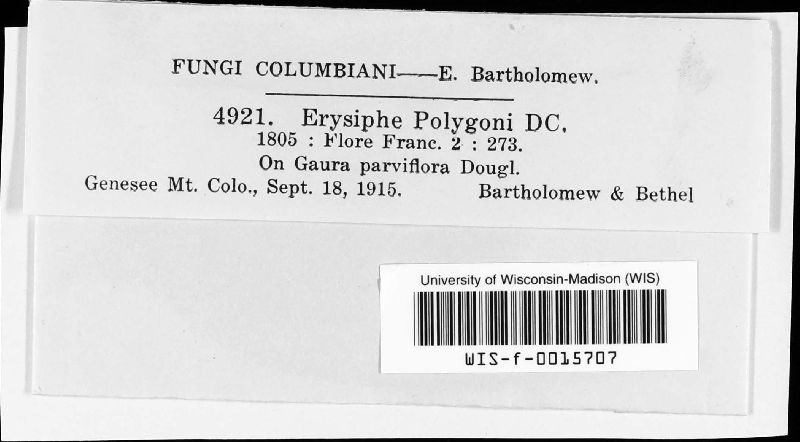 FUNGI COLUMBIANI——E. Bartholomew.
4921. Erysiphe Polygoni DC.
1805 : Flore Franc. 2 : 273.
On Gaura parviflora Dougl.
Genesee Mt. Colo., Sept. 18, 1915. Bartholomew & Bethel
University of Wisconsin-Madison (WIS)
WIS-f-0015707